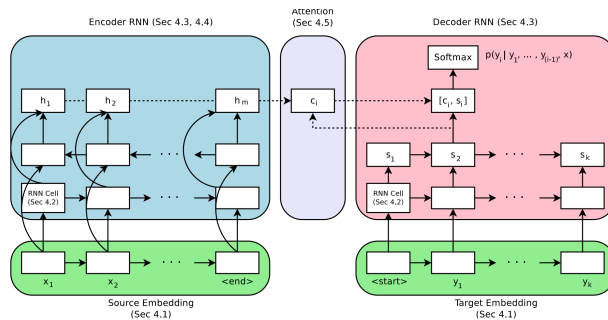 Encoder RNN (Sec 4.3, 4.4)
Attention
(Sec 4.5)
Decoder RNN (Sec 4.3)
Softmax
p(y_i | y_1, ... , y_(i-1), x)
h_1
h_2
h_m
c_i
[c_i, s_i]
s_1
s_2
s_k
. . .
. . .
RNN Cell
(Sec 4.2)
. . .
RNN Cell
(Sec 4.2)
. . .
. . .
. . .
x_1
x_2
<end>
<start>
y_1
y_k
Source Embedding
(Sec 4.1)
Target Embedding
(Sec 4.1)